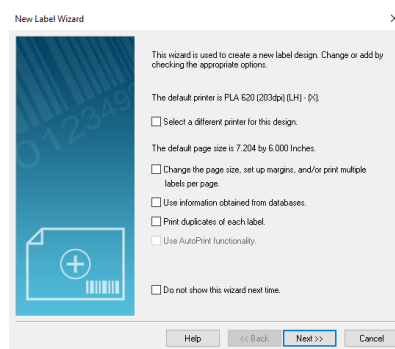 New Label Wizard
This wizard is used to create a new label design. Change or add by
checking the appropriate options.
The default printer is PLA 620 (203dpi) (LH) - (X).
Select a different printer for this design.
The default page size is 7.204 by 6.000 Inches.
Change the page size, set up margins, and/or print multiple
labels per page.
Use information obtained from databases.
Print duplicates of each label.
Use AutoPrint functionality.
Do not show this wizard next time.
Help
<< Back
Next >>
Cancel